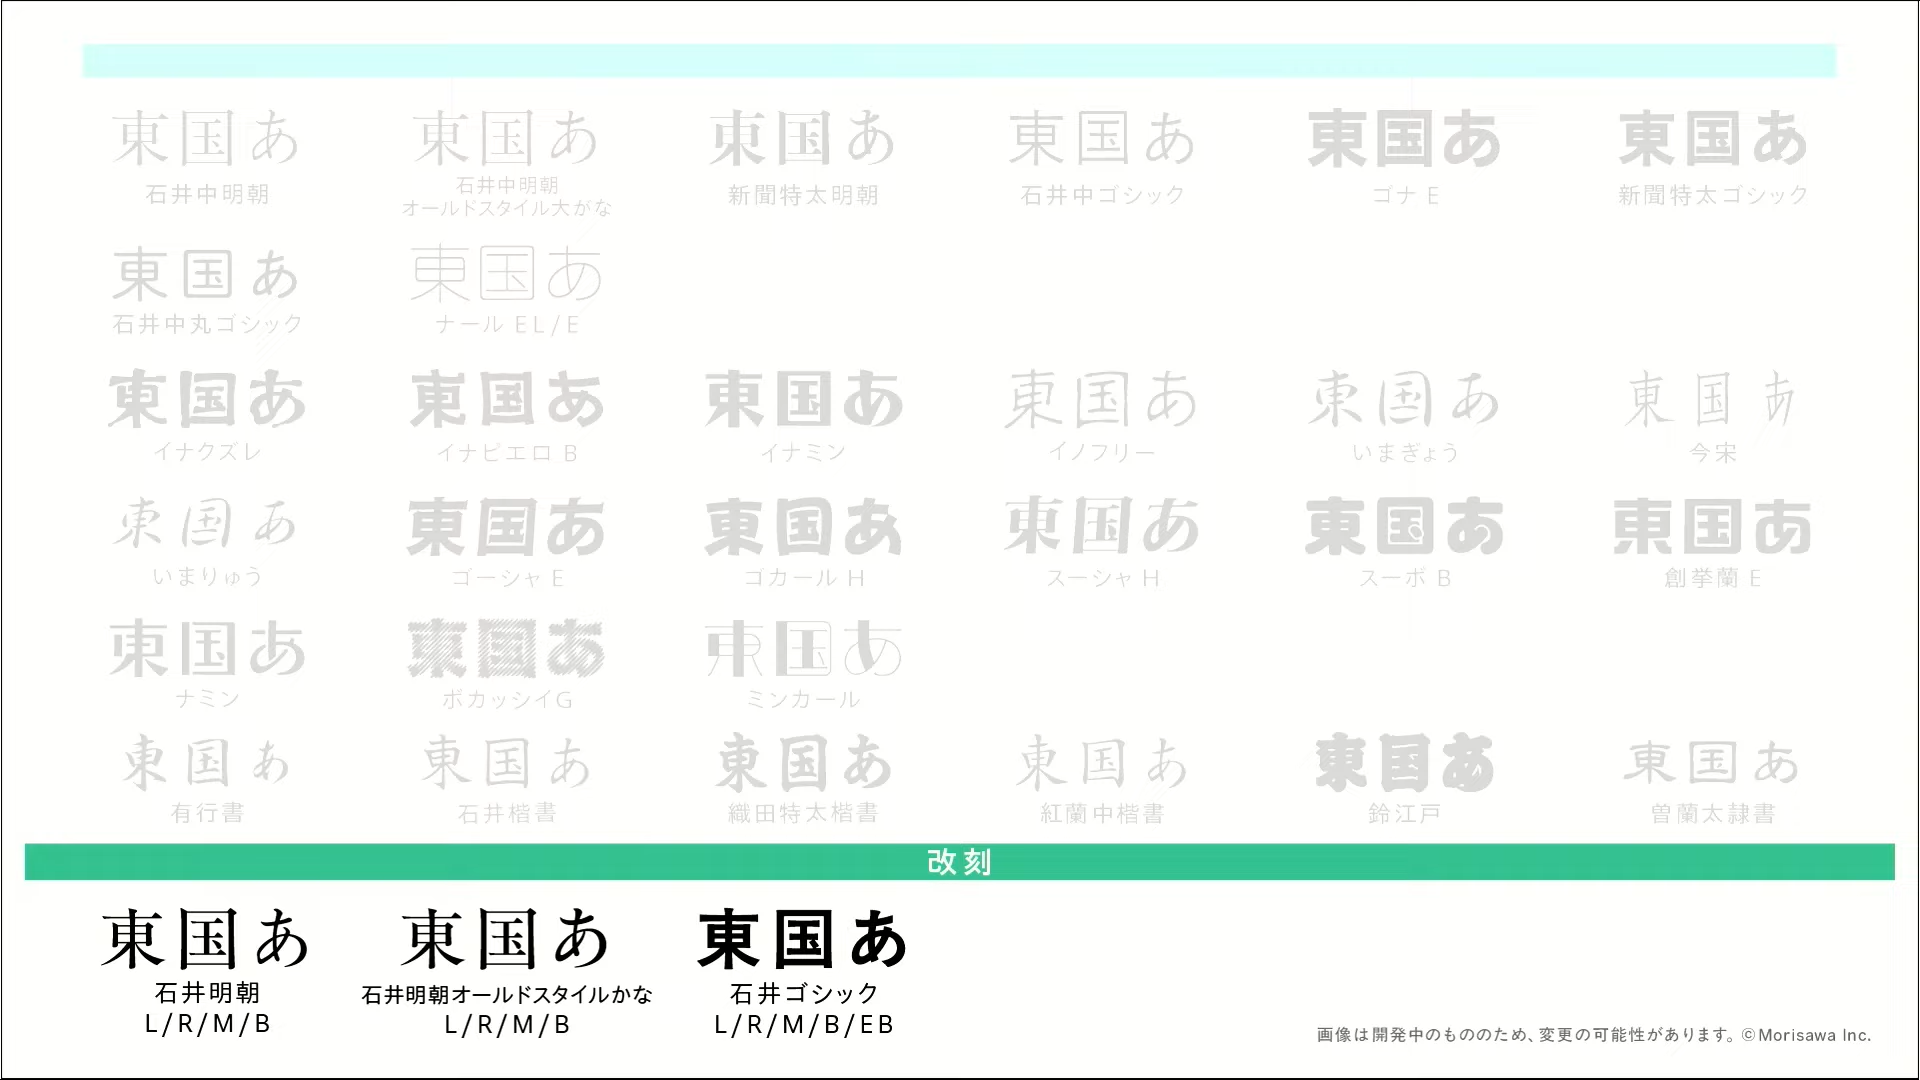 東国あ 東国あ 東国あ 東国あ 東国あ 東国あ
石井中明朝 石井中明朝 新聞特太明朝 石井中ゴシック ゴナ E 新聞特太ゴシック
オールドスタイル大がな
東国あ 東国あ
石井中丸ゴシック ナール EL/E
東国あ 東国あ 東国あ 東国あ 東国あ 東国あ
イナクズレ イナピエロ B イナミン イノフリー いまぎょう 今宋
東国あ 東国あ 東国あ 東国あ 東国あ 東国あ
いまりゅう ゴーシャ E ゴカール H スーシャ H スーボ B 創挙蘭 E
東国あ 東国あ 東国あ
ナミン ボカッシイG ミンカール
東国あ 東国あ 東国あ 東国あ 東国あ 東国あ
有行書 石井楷書 織田特太楷書 紅蘭中楷書 鈴江戸 曽蘭太隷書
改刻
東国あ 東国あ 東国あ
石井明朝 石井明朝オールドスタイルかな 石井ゴシック
L/R/M/B L/R/M/B L/R/M/B/EB
画像は開発中のもののため、変更の可能性があります。©Morisawa Inc.